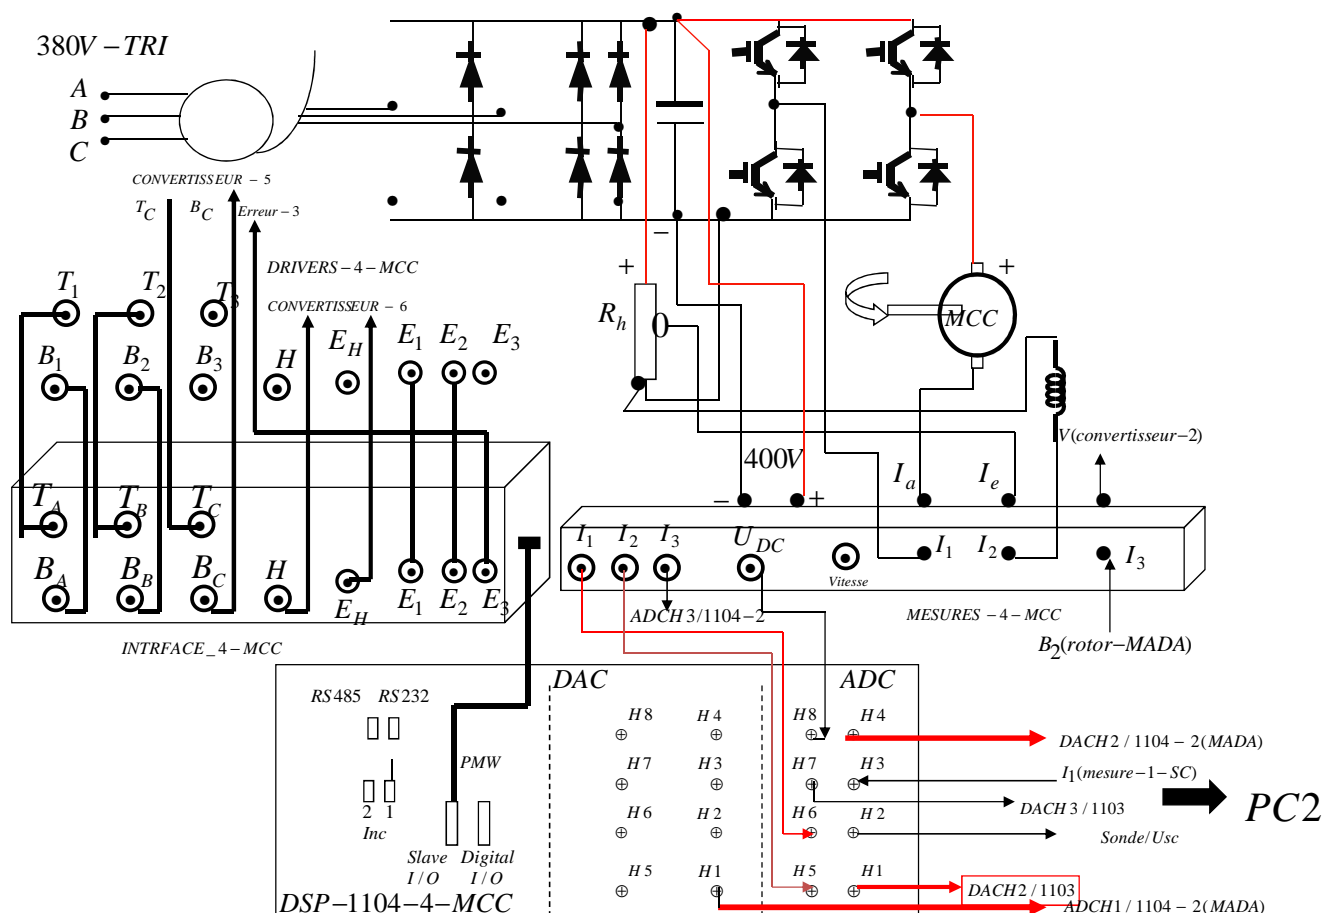 380V-TRI
A
B
C
CONVERTISSEUR - 5
T_C
B_C
Erreur-3
DRIVERS-4-MCC
CONVERTISSEUR - 6
T_1
T_2
T_3
B_1
B_2
B_3
H
E_H
E_1
E_2
E_3
T_A
T_B
T_C
B_A
B_B
B_C
H
E_H
E_1
E_2
E_3
INTRFACE_4-MCC
+
-
R_h
0
MCC
+
V(convertisseur-2)
400V
-
+
I_a
I_e
I_1
I_2
I_3
U_DC
Vitesse
I_1
I_2
I_3
ADCH3/1104-2
MESURES -4-MCC
B_2(rotor-MADA)
DAC
ADC
RS485
RS232
H8
H4
H8
H4
DACH2/1104-2(MADA)
PMW
H7
H3
H7
H3
I_1(mesure-1-SC)
DACH3/1103
PC2
2
1
Inc
H6
H2
H6
H2
Sonde/Usc
Slave
I/O
Digital
I/O
H5
H1
H5
H1
DACH2/1103
DSP-1104-4-MCC
ADCH1/1104-2(MADA)